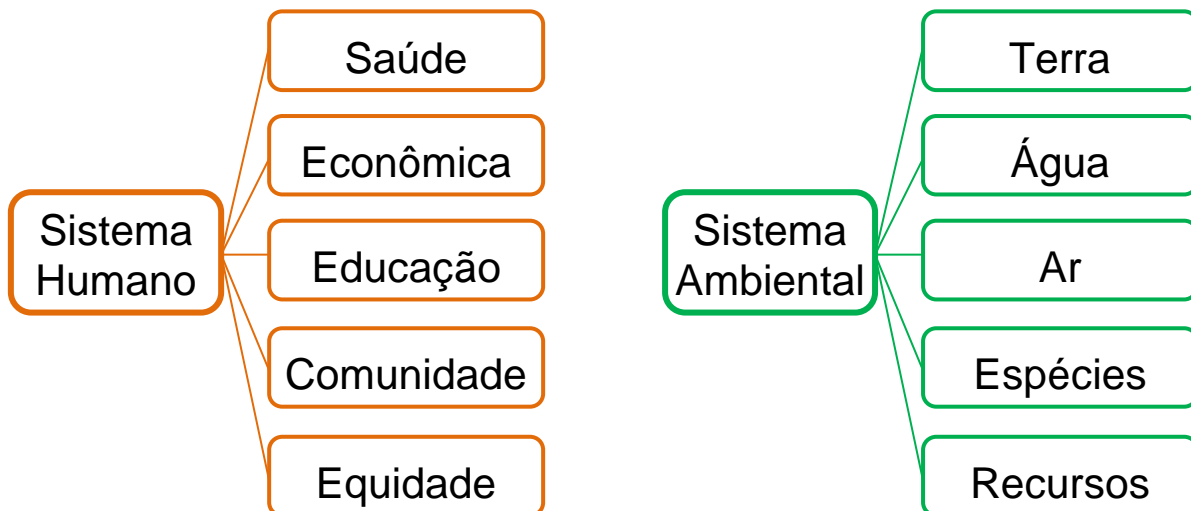 Sistema
Humano
Saúde
Econômica
Educação
Comunidade
Equidade
Sistema
Ambiental
Terra
Água
Ar
Espécies
Recursos